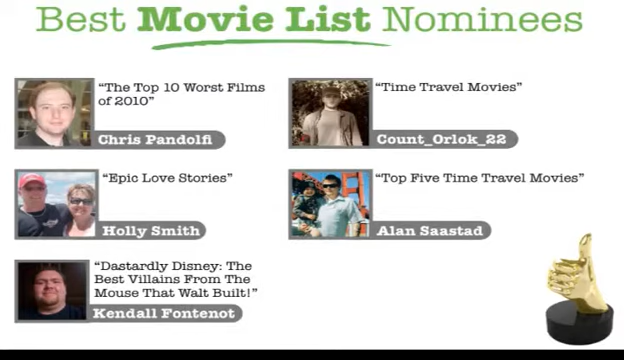 Best Movie List Nominees
“The Top 10 Worst Films
of 2010”
Chris Pandolfi
“Time Travel Movies”
Count_Orlok_22
“Epic Love Stories”
Holly Smith
“Top Five Time Travel Movies”
Alan Saastad
“Dastardly Disney: The
Best Villains From The
Mouse That Walt Built!”
Kendall Fontenot